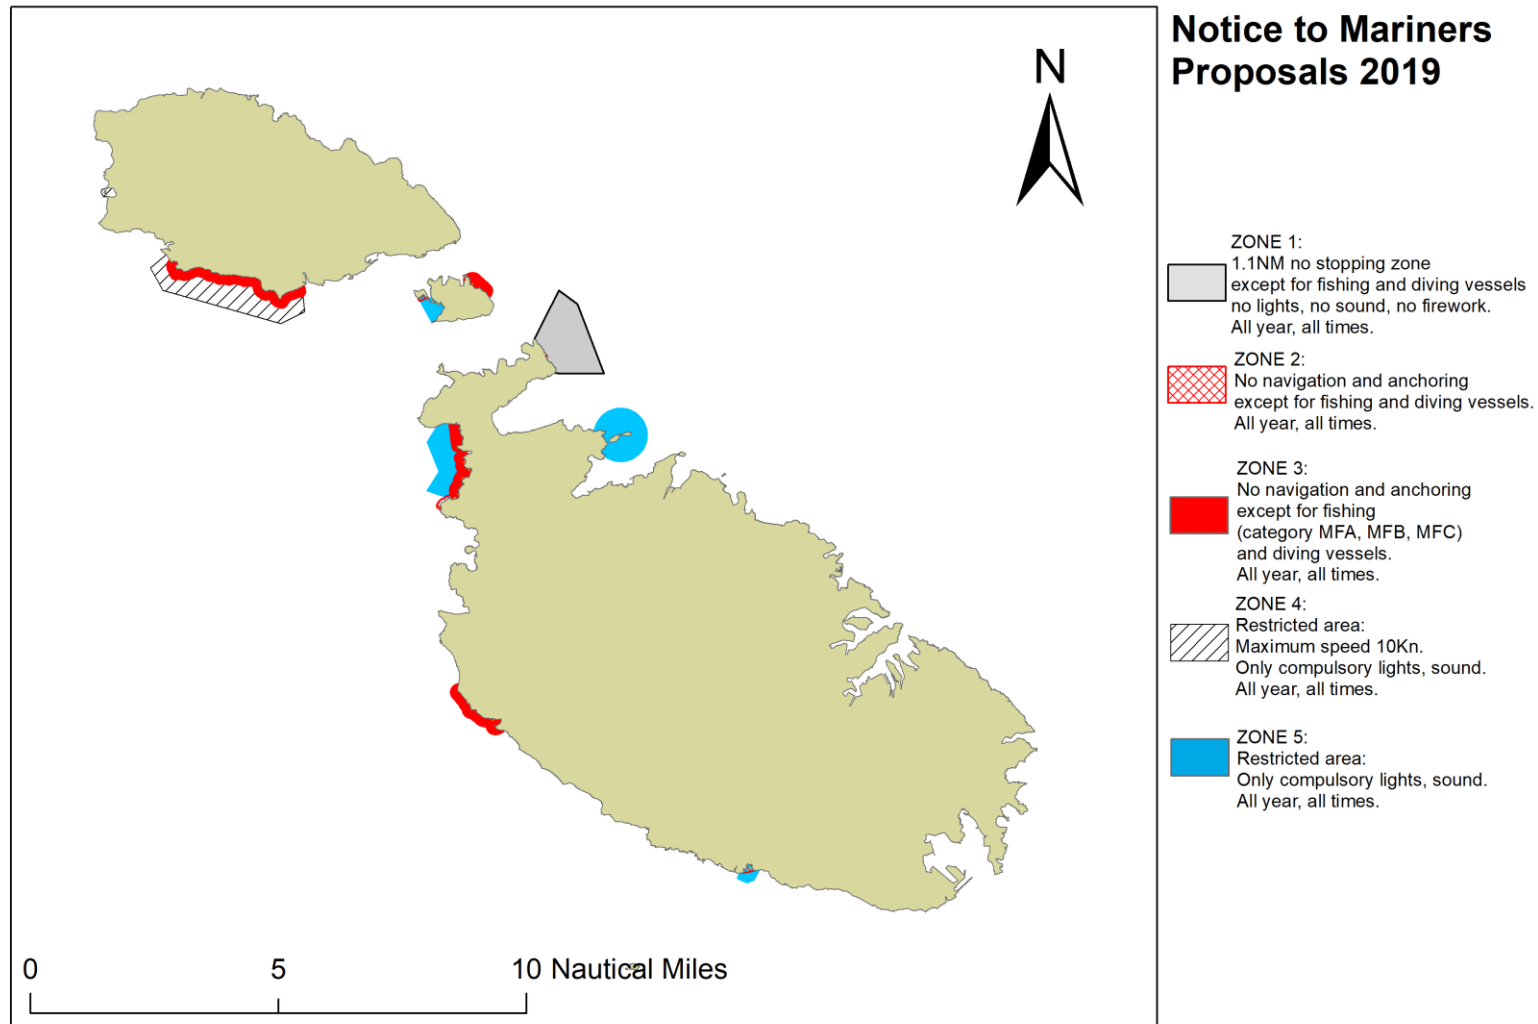 Notice to Mariners
Proposals 2019
N
ZONE 1:
1.1NM no stopping zone
except for fishing and diving vessels
no lights, no sound, no firework.
All year, all times.
ZONE 2:
No navigation and anchoring
except for fishing and diving vessels.
All year, all times.
ZONE 3:
No navigation and anchoring
except for fishing
(category MFA, MFB, MFC)
and diving vessels.
All year, all times.
ZONE 4:
Restricted area:
Maximum speed 10Kn.
Only compulsory lights, sound.
All year, all times.
ZONE 5:
Restricted area:
Only compulsory lights, sound.
All year, all times.
0 5 10 Nautical Miles